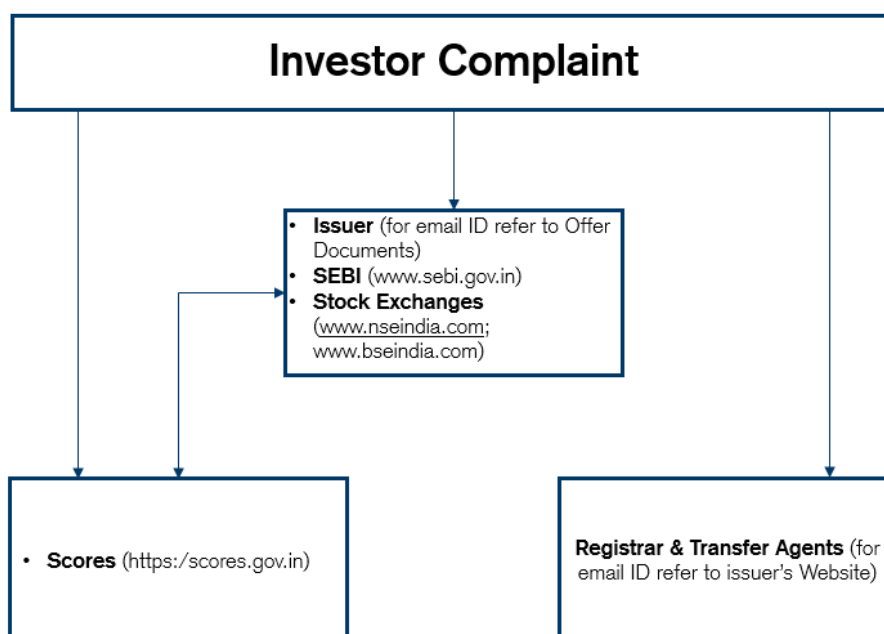 Investor Complaint
• Issuer (for email ID refer to Offer
Documents)
• SEBI (www.sebi.gov.in)
• Stock Exchanges
(www.nseindia.com;
www.bseindia.com)
• Scores (https:/scores.gov.in)
Registrar & Transfer Agents (for
email ID refer to issuer's Website)